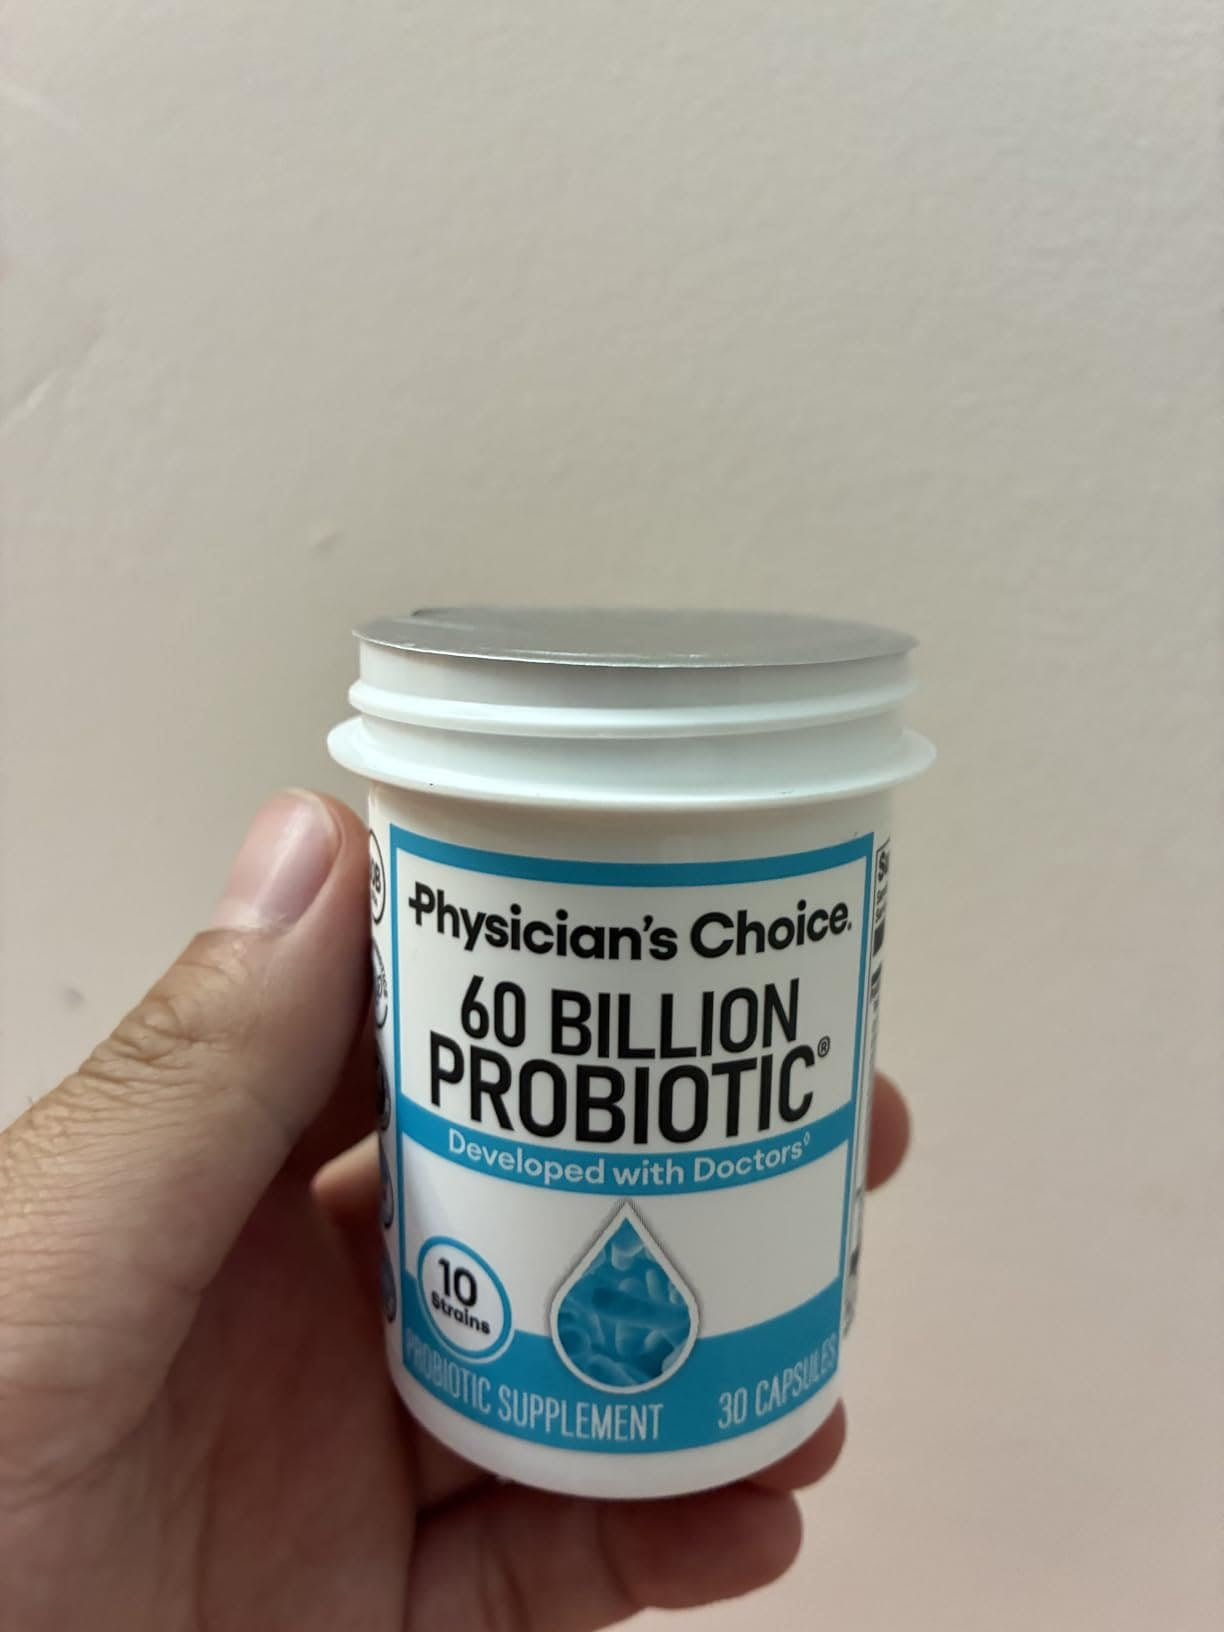 Physician's Choice.
60 BILLION
PROBIOTIC®
Developed with Doctors◊
10
Strains
PROBIOTIC SUPPLEMENT
30 CAPSULES